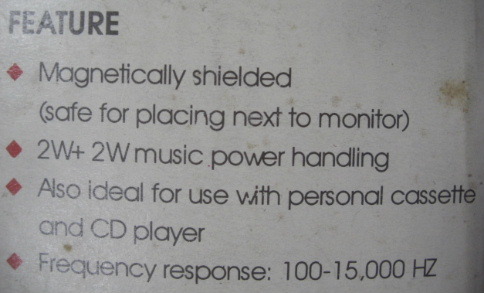 FEATURE
Magnetically shielded
(safe for placing next to monitor)
2W+ 2W music power handling
Also ideal for use with personal cassette
and CD player
Frequency response: 100-15,000 HZ